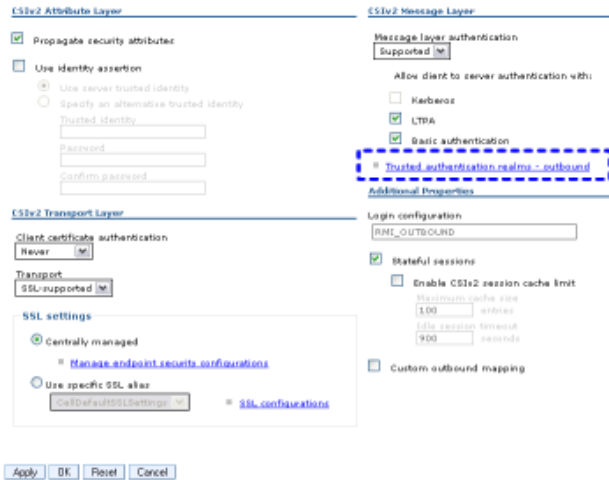 CSIv2 Attribute Layer
Propagate security attributes
Use identity assertion
Use server trusted identity
Specify an alternative trusted identity
Trusted identity
Password
Confirm password
CSIv2 Transport Layer
Client certificate authentication
Never
Transport
SSL-supported
SSL settings
Centrally managed
Manage endpoint security configurations
Use specific SSL alias
CellDefaultSSLSettings
SSL configurations
CSIv2 Message Layer
Message layer authentication
Supported
Allow client to server authentication with:
Kerberos
LTPA
Basic authentication
Trusted authentication realms - outbound
Additional Properties
Login configuration
RMI_OUTBOUND
Stateful sessions
Enable CSIv2 session cache limit
Maximum cache size
100 entries
Idle session timeout
900 seconds
Custom outbound mapping
Apply OK Reset Cancel